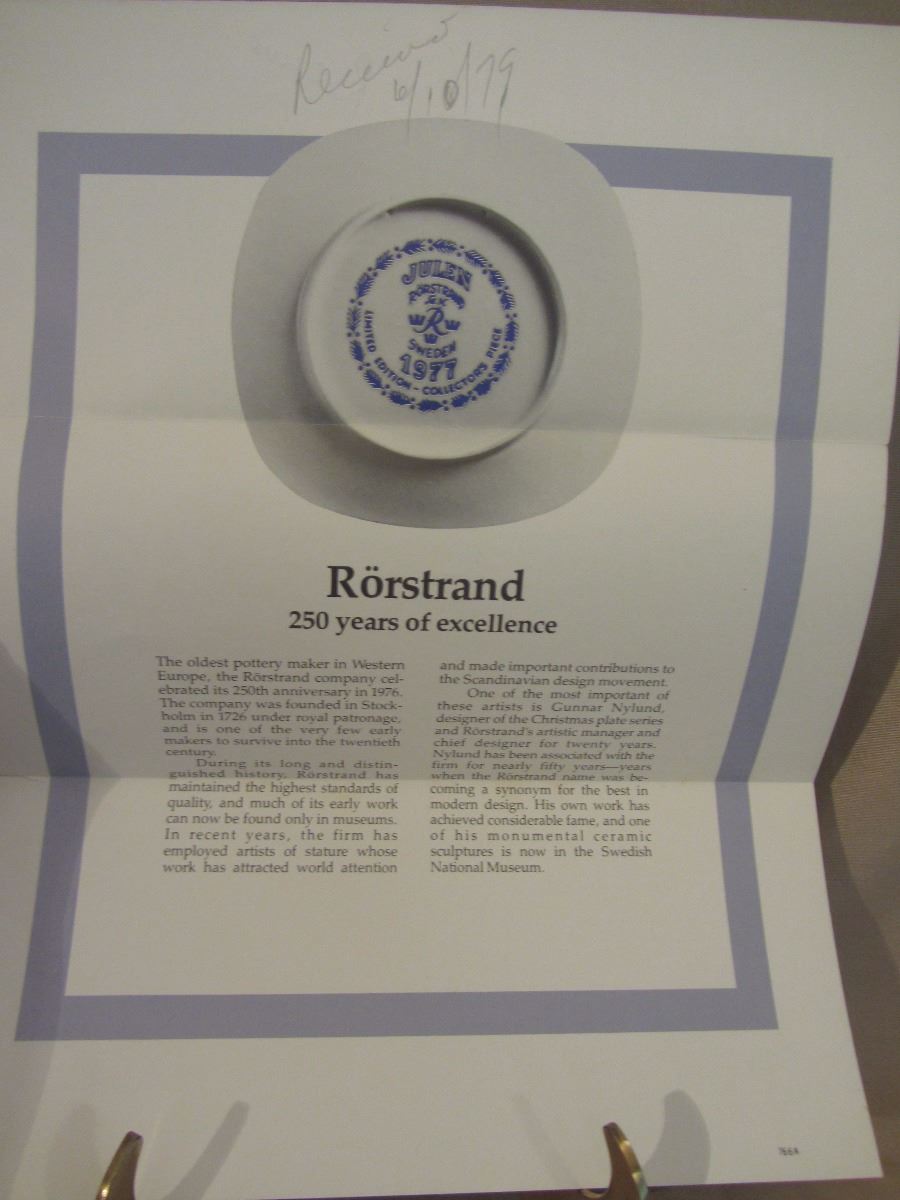 Received
6/10/79
JULEN
RÖRSTRAND
R
SWEDEN
1977
LIMITED EDITION - COLLECTOR'S PIECE
Rörstrand
250 years of excellence
The oldest pottery maker in Western
Europe, the Rörstrand company cel-
ebrated its 250th anniversary in 1976.
The company was founded in Stock-
holm in 1726 under royal patronage,
and is one of the very few early
makers to survive into the twentieth
century.
During its long and distin-
guished history, Rörstrand has
maintained the highest standards of
quality, and much of its early work
can now be found only in museums.
In recent years, the firm has
employed artists of stature whose
work has attracted world attention
and made important contributions to
the Scandinavian design movement.
One of the most important of
these artists is Gunnar Nylund,
designer of the Christmas plate series
and Rörstrand's artistic manager and
chief designer for twenty years.
Nylund has been associated with the
firm for nearly fifty years—years
when the Rörstrand name was be-
coming a synonym for the best in
modern design. His own work has
achieved considerable fame, and one
of his monumental ceramic
sculptures is now in the Swedish
National Museum.